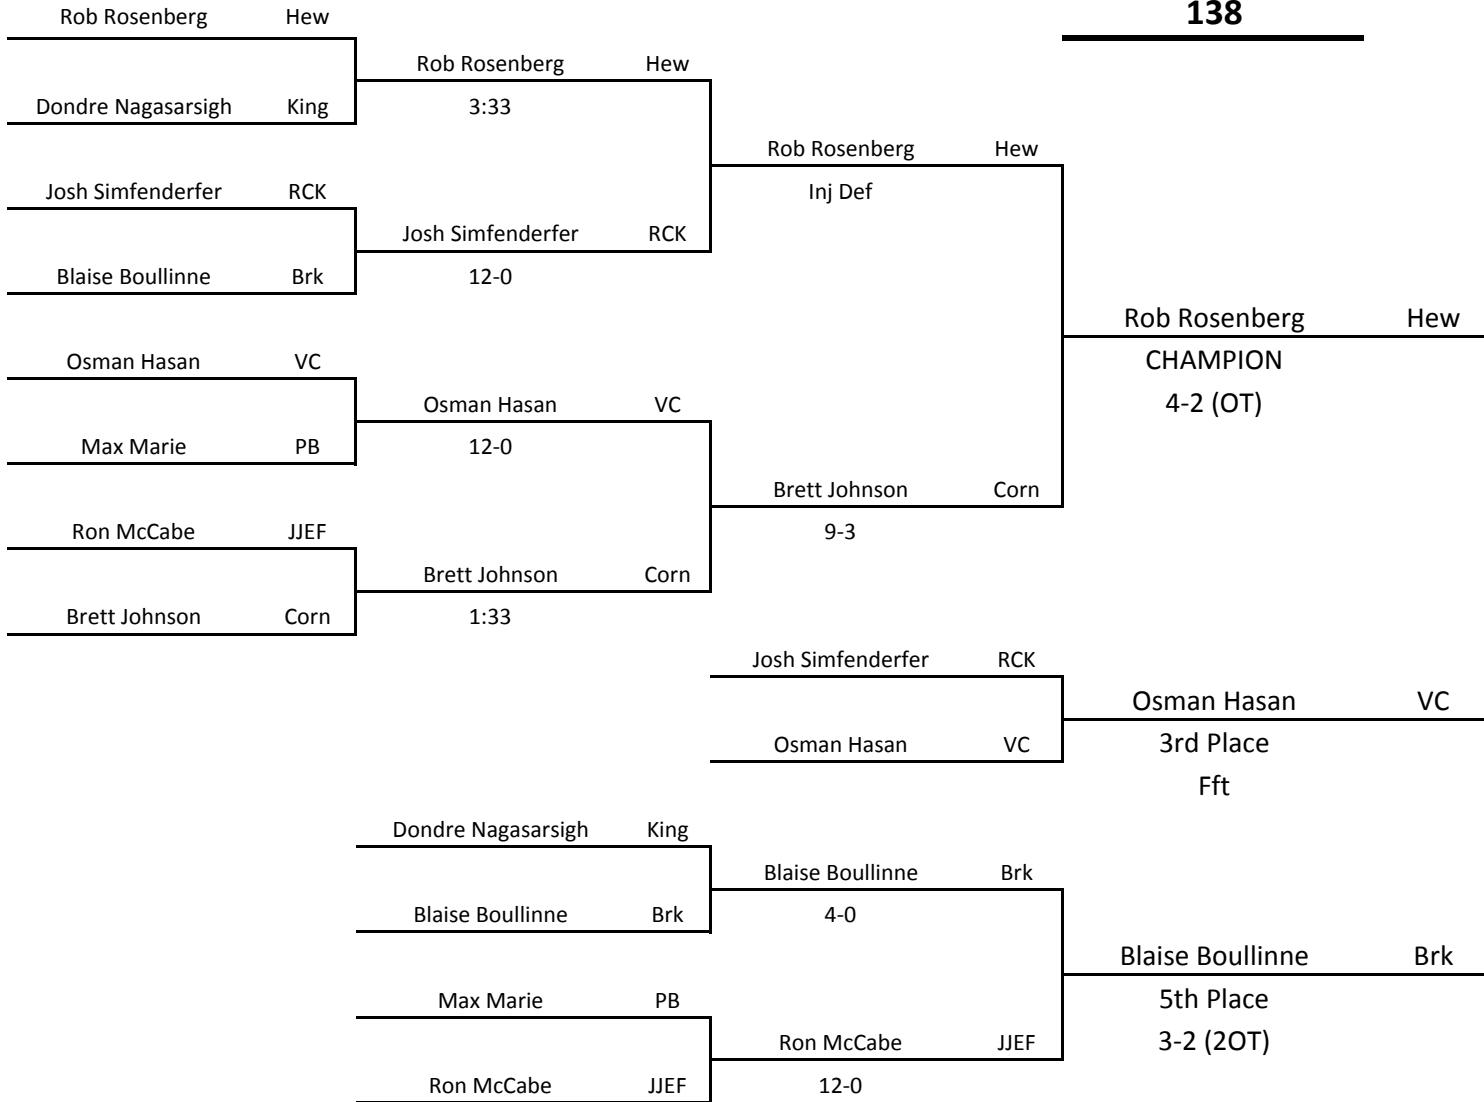 138
Rob Rosenberg Hew
Rob Rosenberg Hew
Dondre Nagasarsigh King
3:33
Rob Rosenberg Hew
Josh Simfenderfer RCK
Inj Def
Josh Simfenderfer RCK
Blaise Boullinne Brk
12-0
Rob Rosenberg Hew
Osman Hasan VC
CHAMPION
Osman Hasan VC
4-2 (OT)
Max Marie PB
12-0
Brett Johnson Corn
Ron McCabe JJEF
9-3
Brett Johnson Corn
Brett Johnson Corn
1:33
Josh Simfenderfer RCK
Osman Hasan VC
Osman Hasan VC
3rd Place
Fft
Dondre Nagasarsigh King
Blaise Boullinne Brk
Blaise Boullinne Brk
4-0
Blaise Boullinne Brk
Max Marie PB
5th Place
Ron McCabe JJEF
3-2 (2OT)
Ron McCabe JJEF
12-0